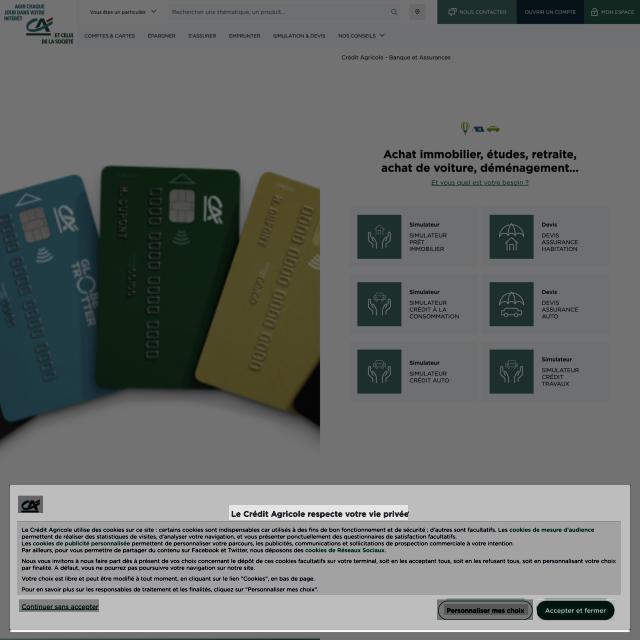 AGIR CHAQUE
JOUR DANS VOTRE
INTÉRÊT
ET CELUI
DE LA SOCIÉTÉ
Vous êtes un particulier
Rechercher une thématique, un produit...
NOUS CONTACTER
OUVRIR UN COMPTE
MON ESPACE
COMPTES & CARTES
ÉPARGNER
S'ASSURER
EMPRUNTER
SIMULATION & DEVIS
NOS CONSEILS
Crédit Agricole - Banque et Assurances
M. DUPONT
GLOBE
TROTTER
M. DUPONT
Achat immobilier, études, retraite,
achat de voiture, déménagement...
Et vous quel est votre besoin ?
Simulateur
SIMULATEUR
PRÊT
IMMOBILIER
Devis
DEVIS
ASSURANCE
HABITATION
Simulateur
SIMULATEUR
CRÉDIT À LA
CONSOMMATION
Devis
DEVIS
ASSURANCE
AUTO
Simulateur
SIMULATEUR
CRÉDIT AUTO
Simulateur
SIMULATEUR
CRÉDIT
TRAVAUX
Le Crédit Agricole respecte votre vie privée
Le Crédit Agricole utilise des cookies sur ce site : certains cookies sont indispensables car utilisés à des fins de bon fonctionnement et de sécurité ; d'autres sont facultatifs. Les cookies de mesure d'audience
permettent de réaliser des statistiques de visites, d'analyser votre navigation, et vous présenter ponctuellement des questionnaires de satisfaction facultatifs.
Les cookies de publicité personnalisée permettent de personnaliser votre parcours, les publicités, communications et sollicitations de prospection commerciale à votre intention.
Par ailleurs, pour vous permettre de partager du contenu sur Facebook et Twitter, nous déposons des cookies de Réseaux Sociaux.
Nous vous invitons à nous faire part dès à présent de vos choix concernant le dépôt de ces cookies facultatifs sur votre terminal, soit en les acceptant tous, soit en les refusant tous, soit en personnalisant votre choix
par finalité. A défaut, vous ne pourrez pas poursuivre votre navigation sur notre site.
Votre choix est libre et peut être modifié à tout moment, en cliquant sur le lien "Cookies", en bas de page.
Pour en savoir plus sur les responsables de traitement et les finalités, cliquez sur "Personnaliser mes choix".
Continuer sans accepter
Personnaliser mes choix
Accepter et fermer